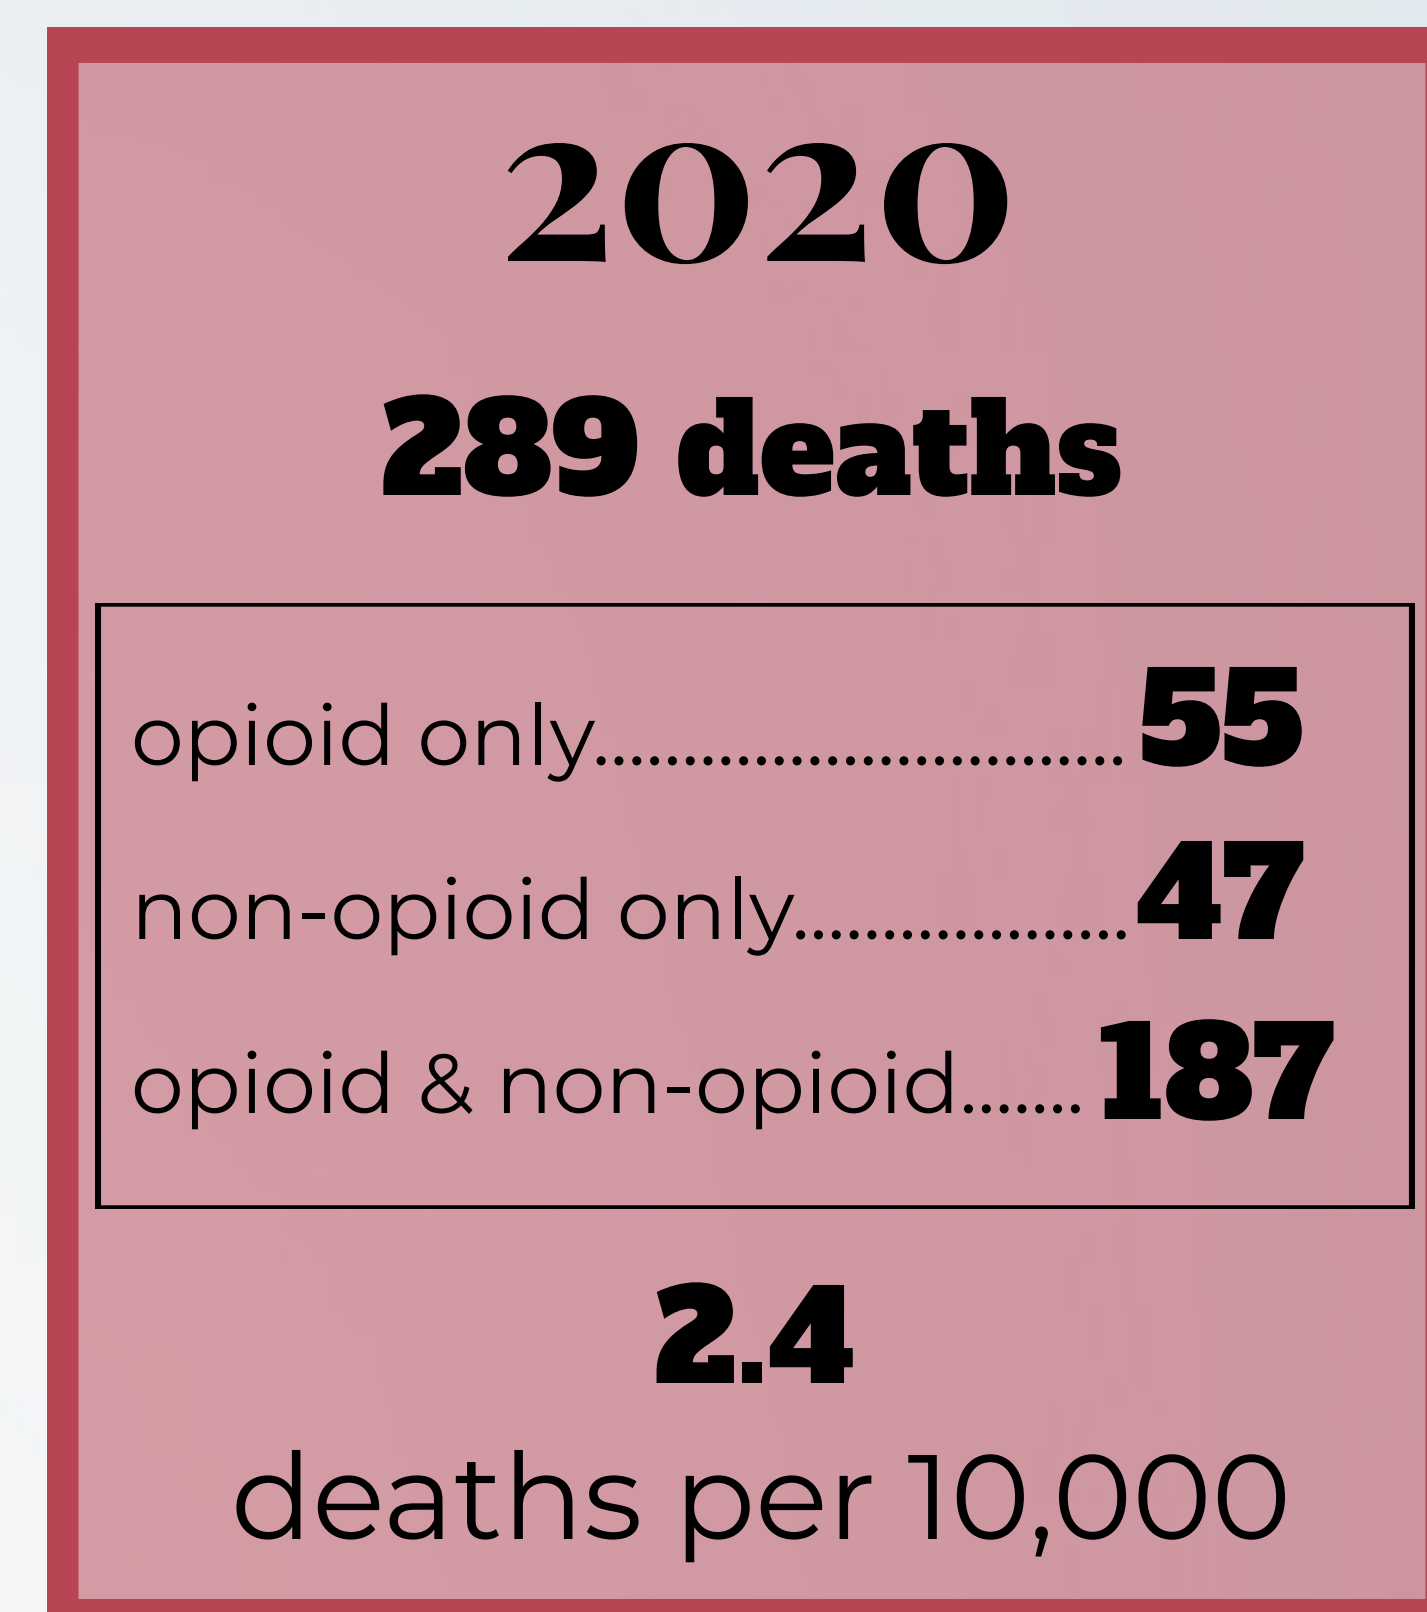 2020
289 deaths
opioid only.............................. 55
non-opioid only...................47
opioid & non-opioid....... 187
2.4
deaths per 10,000